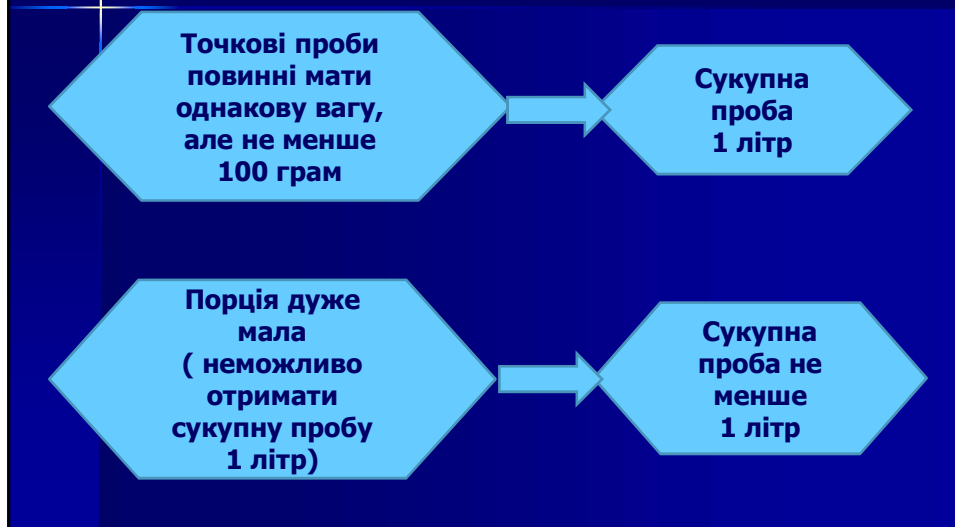 Точкові проби
повинні мати
однакову вагу,
але не менше
100 грам
Сукупна
проба
1 літр
Порція дуже
мала
( неможливо
отримати
сукупну пробу
1 літр)
Сукупна
проба не
менше
1 літр